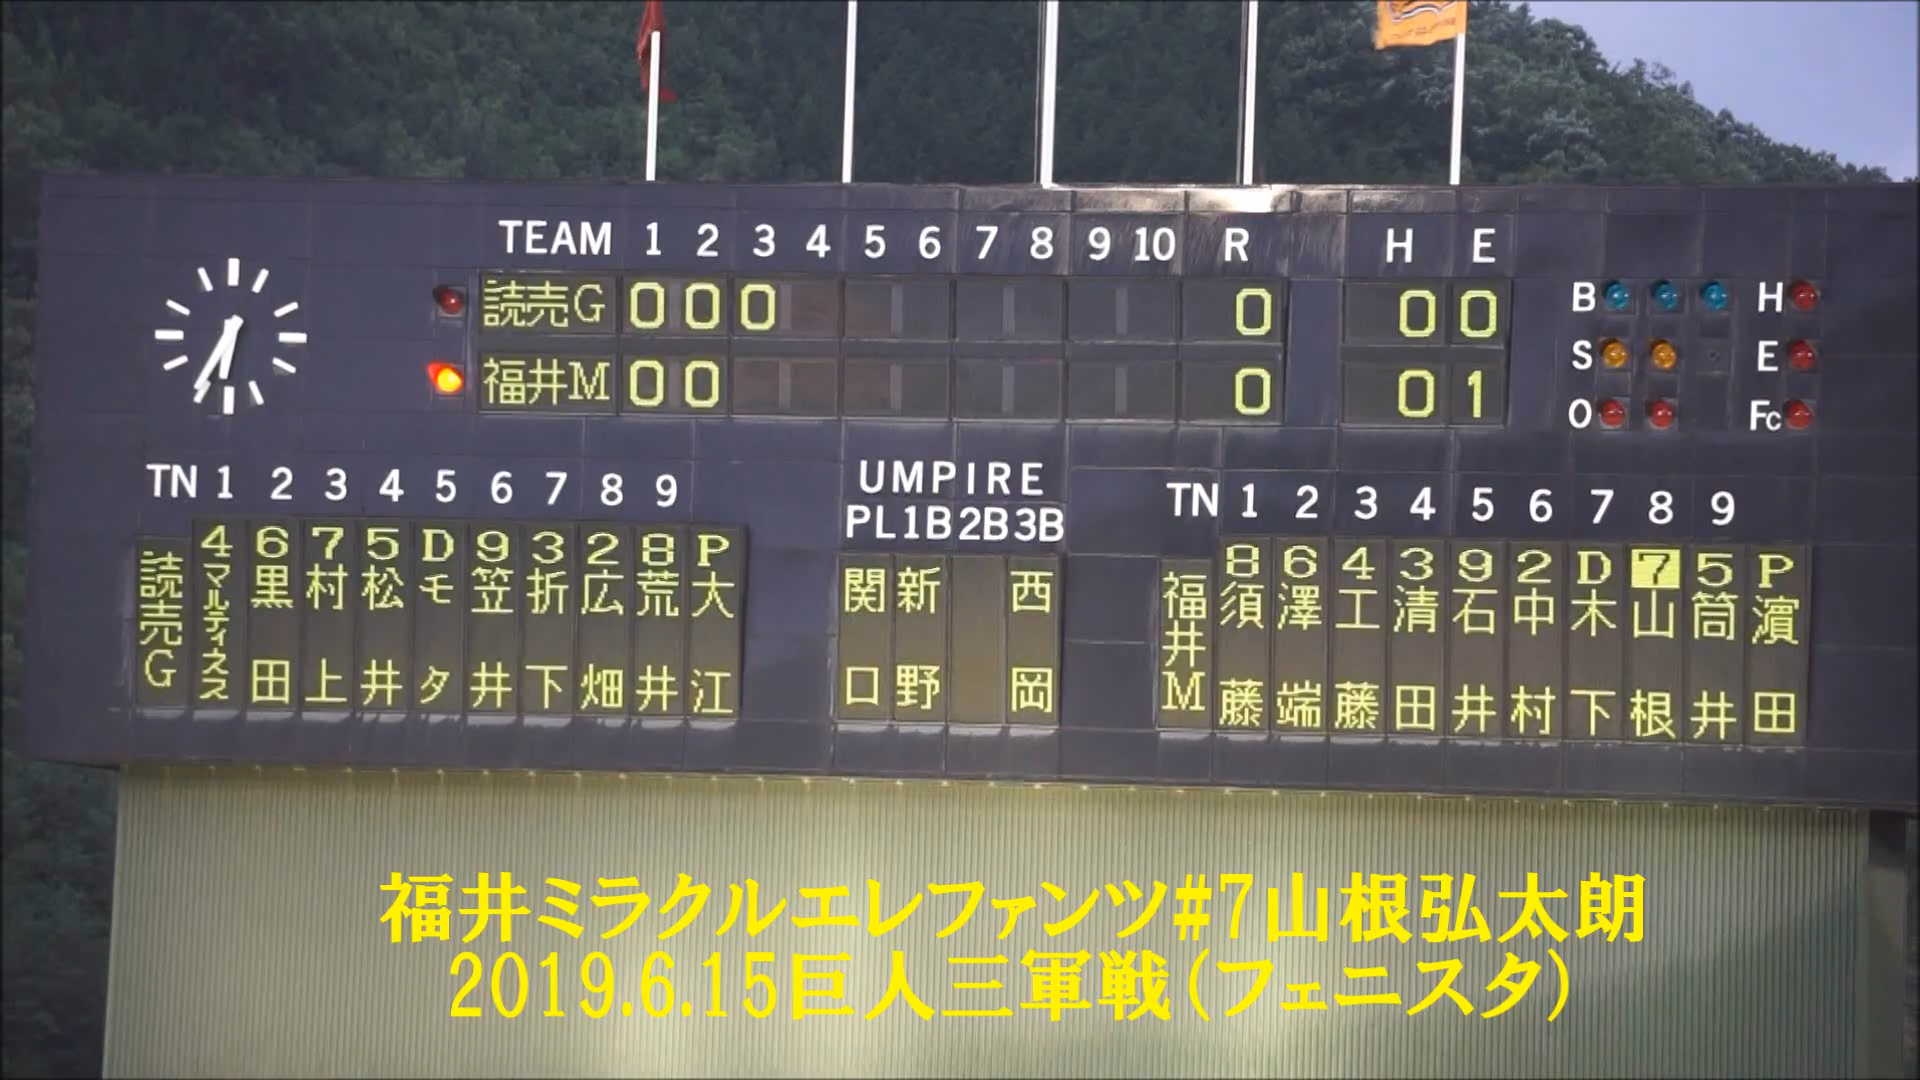 TEAM 1 2 3 4 5 6 7 8 9 10 R H E
読売G 0 0 0 0 0 0
福井M 0 0 0 0 1
B H
S E
O Fc
TN 1 2 3 4 5 6 7 8 9
4 6 7 5 D 9 3 2 8 P
読売G マルティネス 黒田 村上 松井 モタ 笠井 折下 広畑 荒井 大江
UMPIRE
PL 1B 2B 3B
関口 新野 西岡
TN 1 2 3 4 5 6 7 8 9
8 6 4 3 9 2 D 7 5 P
福井M 須藤 澤端 工藤 清田 石井 中村 木下 山根 筒井 濱田
福井ミラクルエレファンツ#7山根弘太朗
2019.6.15巨人三軍戦(フェニスタ)